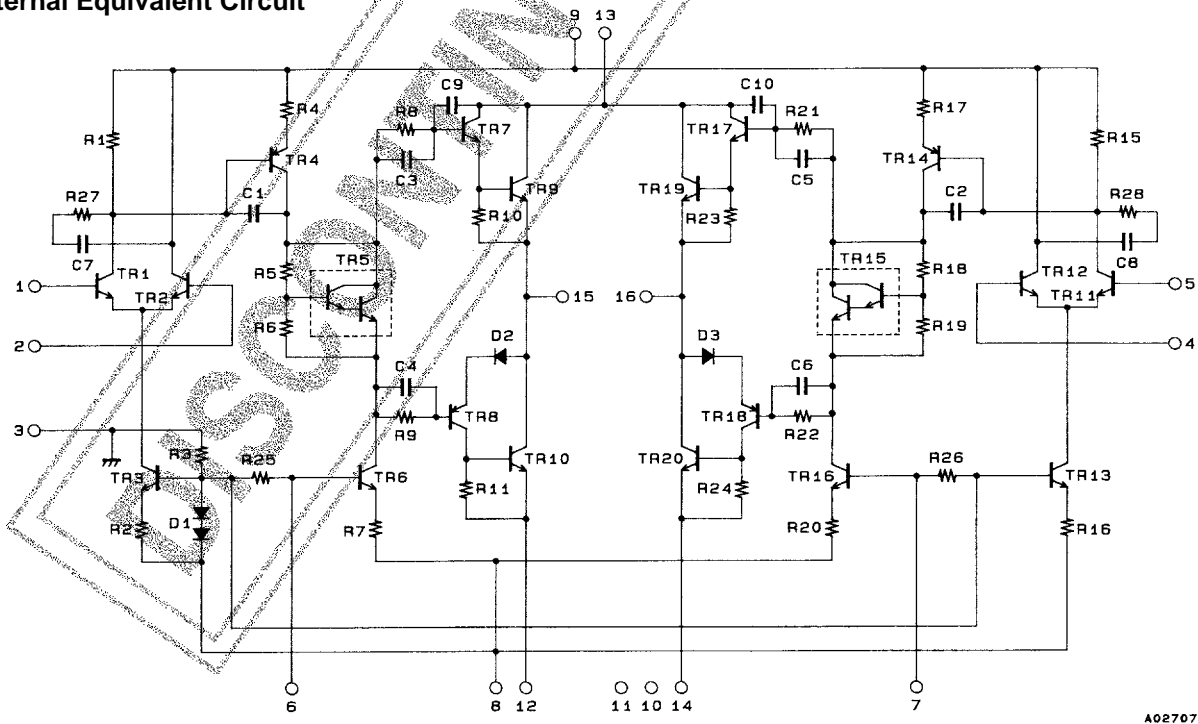 ternal Equivalent Circuit
9 13
C9 C10
R4 R8 TR7 TR17 R21 R17
R1 TR4 TR14 R15
C3 C5
R27 C1 TR9 TR19 C2 R28
R10 R23
C7 TR5 TR15 C8
TR1 R5 R18 TR12
1 TR2 15 16 TR11 5
R6 R19
2 D2 D3 4
C4 C6
3 TR8 TR18
R9 R22
R3 R25 R26
TR3 TR6 TR10 TR20 TR16 TR13
R11 R24
R2 D1 R7 R20 R16
6 8 12 11 10 14 7
A02707
DISCONTIN